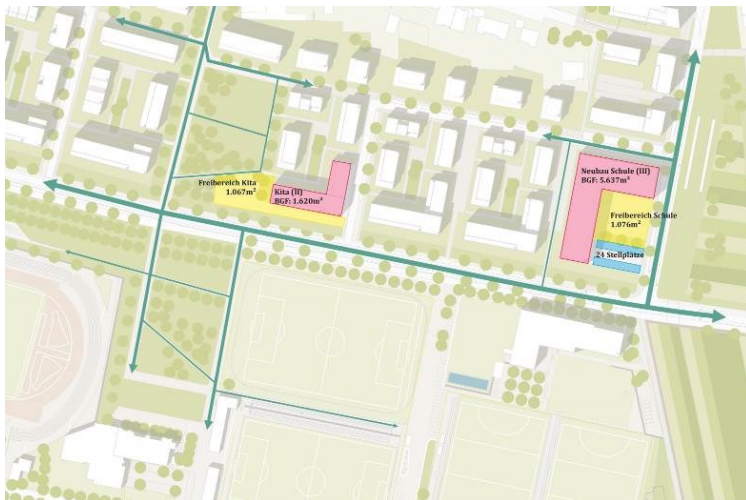 Freibereich Kita
1.067m²
Kita (II)
BGF: 1.620m²
Neubau Schule (III)
BGF: 5.637m²
Freibereich Schule
1.076m²
24 Stellplätze